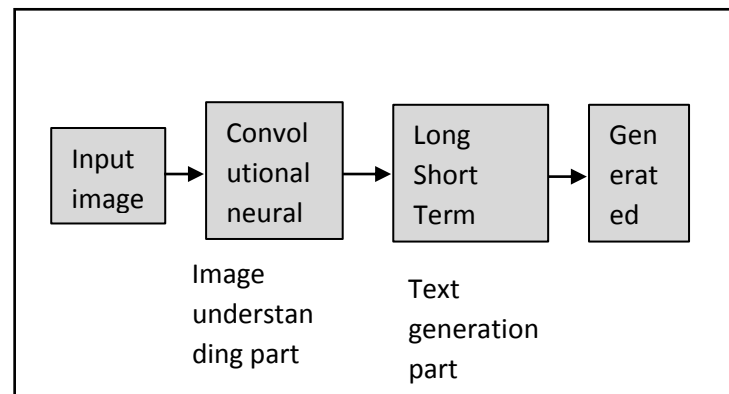 Input
image
Convol
utional
neural
Long
Short
Term
Gen
erat
ed
Image
understan
ding part
Text
generation
part